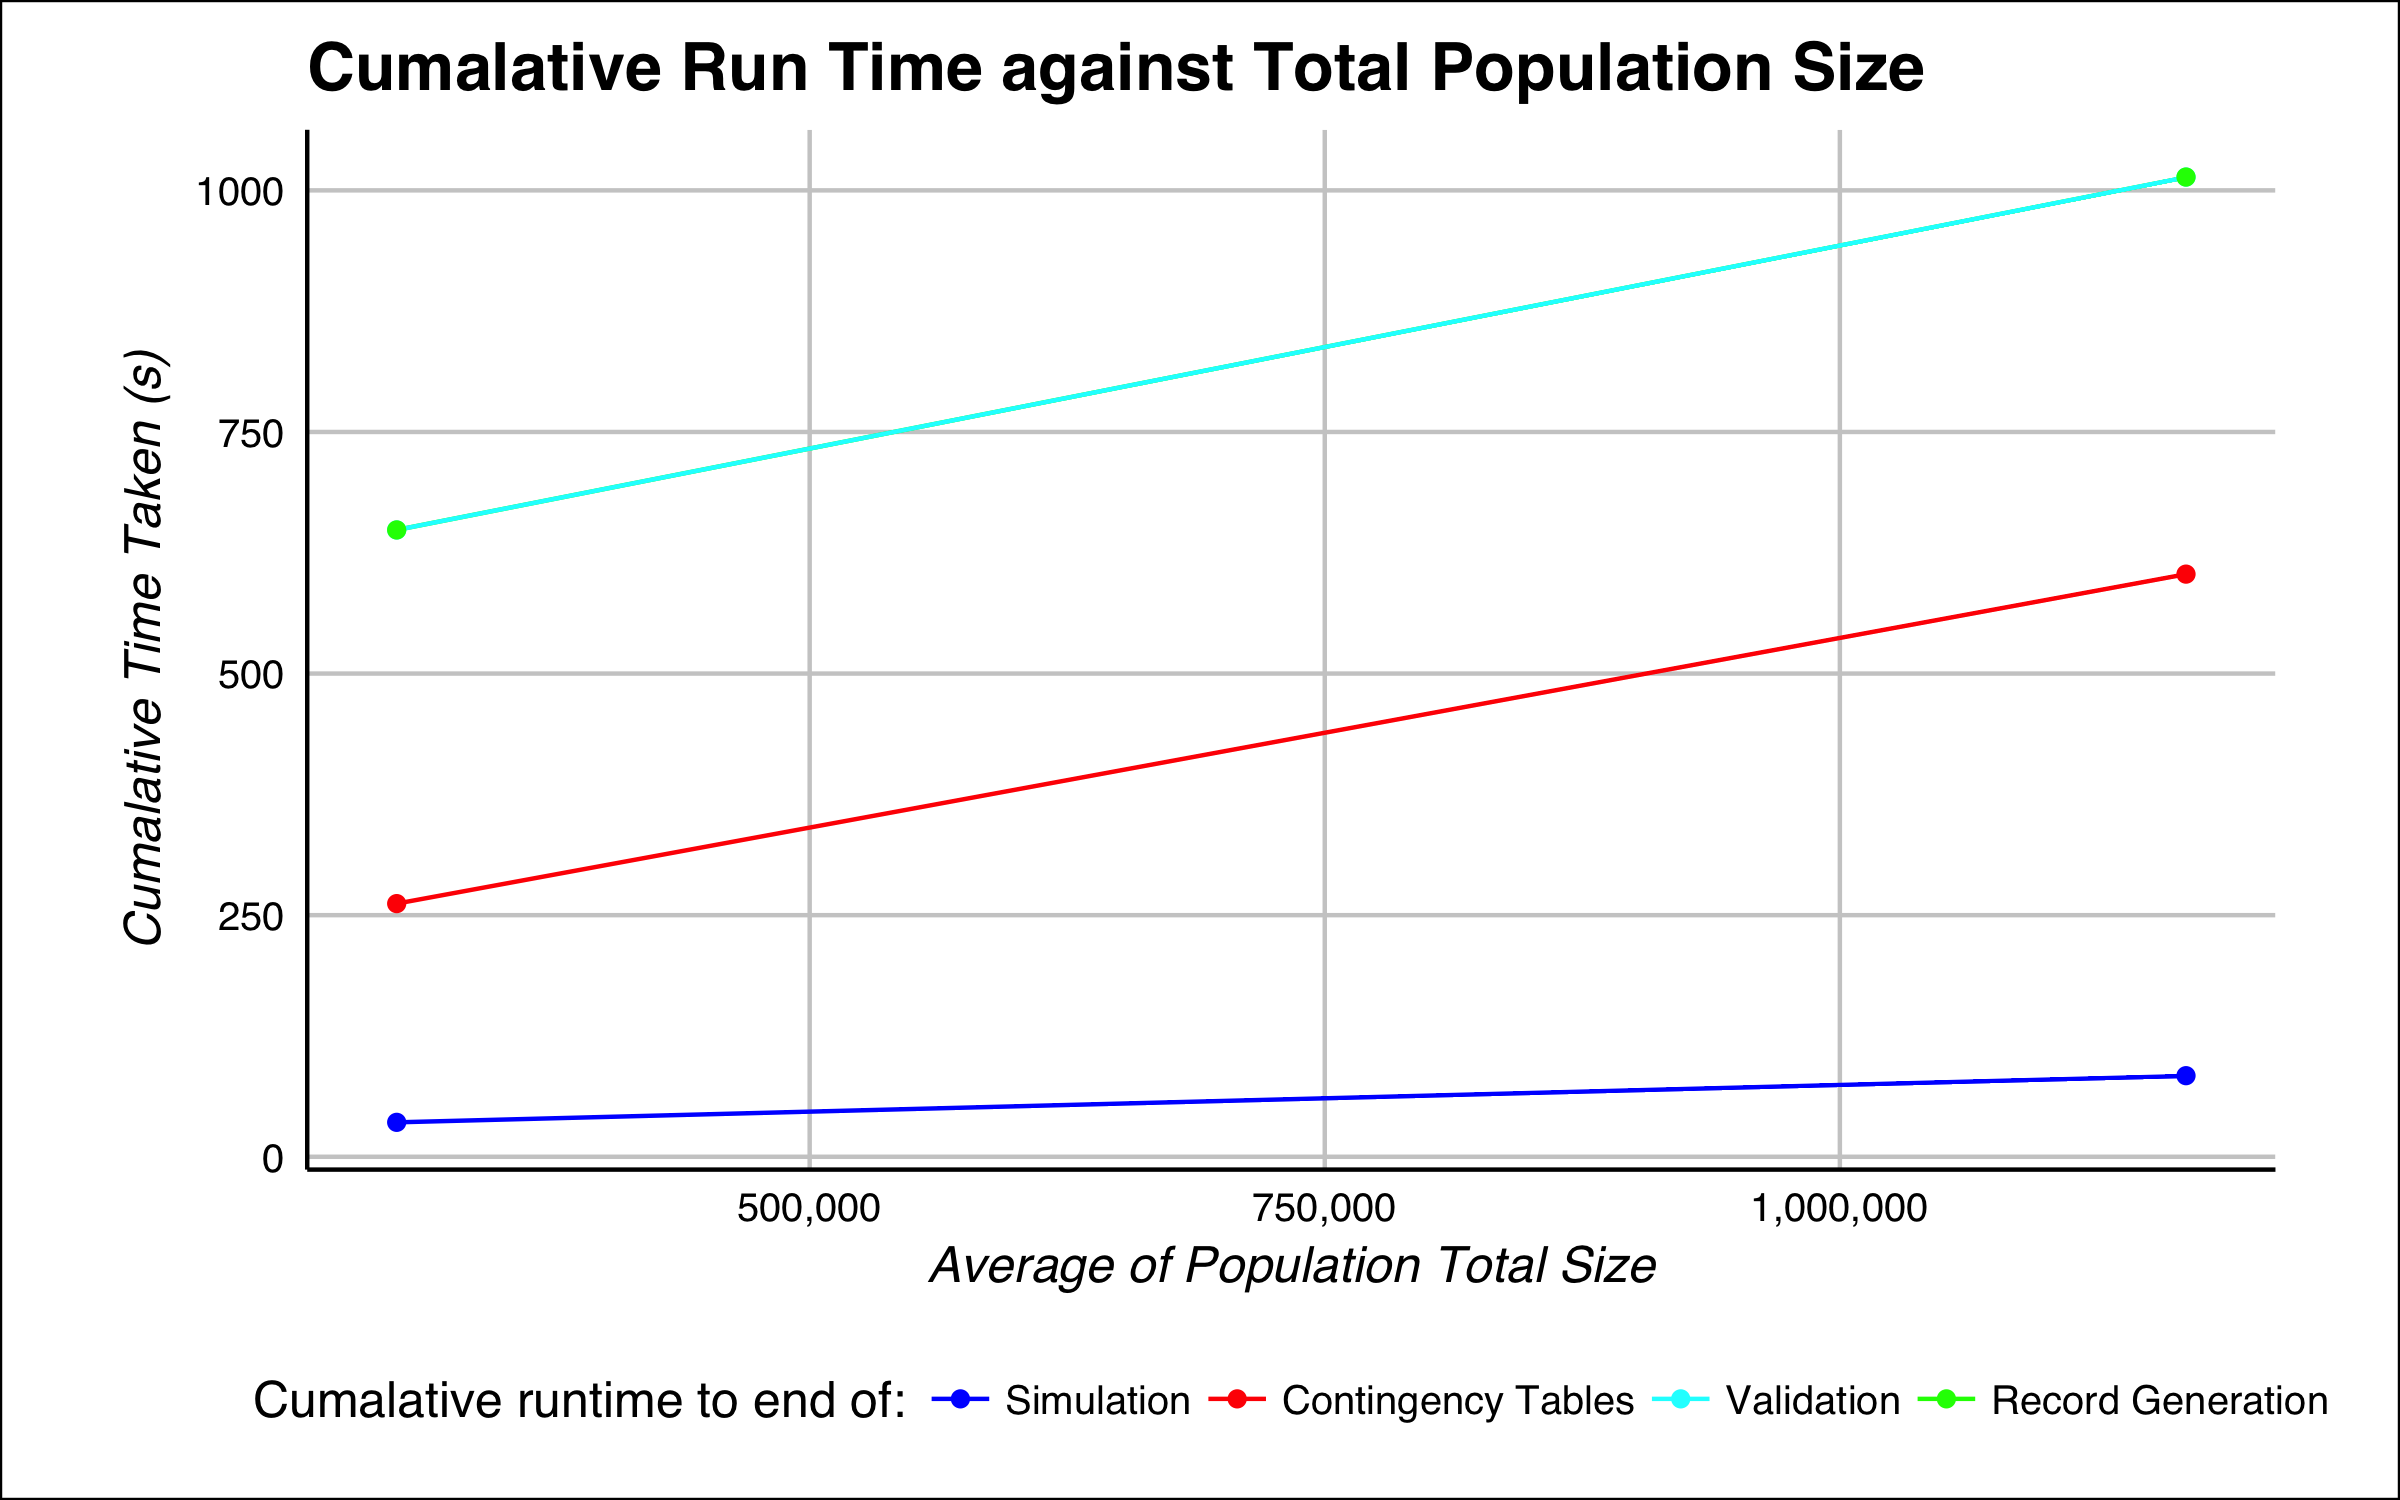 Cumalative Run Time against Total Population Size
Cumalative Time Taken (s)
1000
750
500
250
0
500,000 750,000 1,000,000
Average of Population Total Size
Cumalative runtime to end of: Simulation Contingency Tables Validation Record Generation